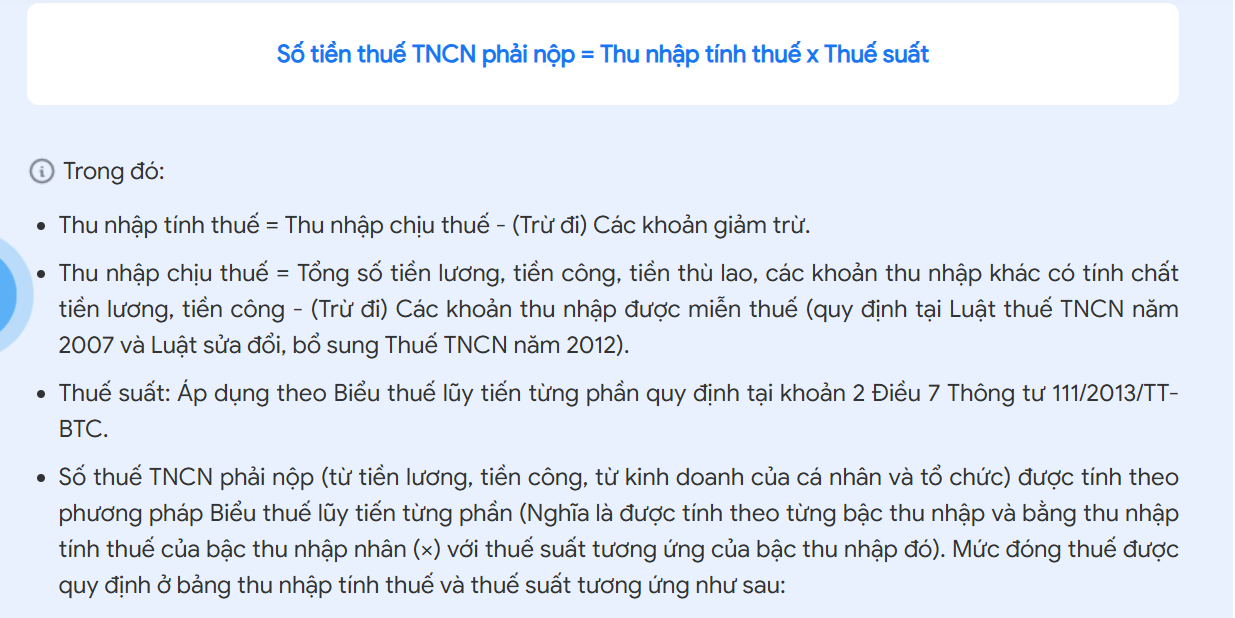 Số tiền thuế TNCN phải nộp = Thu nhập tính thuế x Thuế suất
Trong đó:
• Thu nhập tính thuế = Thu nhập chịu thuế - (Trừ đi) Các khoản giảm trừ.
• Thu nhập chịu thuế = Tổng số tiền lương, tiền công, tiền thù lao, các khoản thu nhập khác có tính chất
tiền lương, tiền công - (Trừ đi) Các khoản thu nhập được miễn thuế (quy định tại Luật thuế TNCN năm
2007 và Luật sửa đổi, bổ sung Thuế TNCN năm 2012).
• Thuế suất: Áp dụng theo Biểu thuế lũy tiến từng phần quy định tại khoản 2 Điều 7 Thông tư 111/2013/TT-
BTC.
• Số thuế TNCN phải nộp (từ tiền lương, tiền công, từ kinh doanh của cá nhân và tổ chức) được tính theo
phương pháp Biểu thuế lũy tiến từng phần (Nghĩa là được tính theo từng bậc thu nhập và bằng thu nhập
tính thuế của bậc thu nhập nhân (×) với thuế suất tương ứng của bậc thu nhập đó). Mức đóng thuế được
quy định ở bảng thu nhập tính thuế và thuế suất tương ứng như sau: